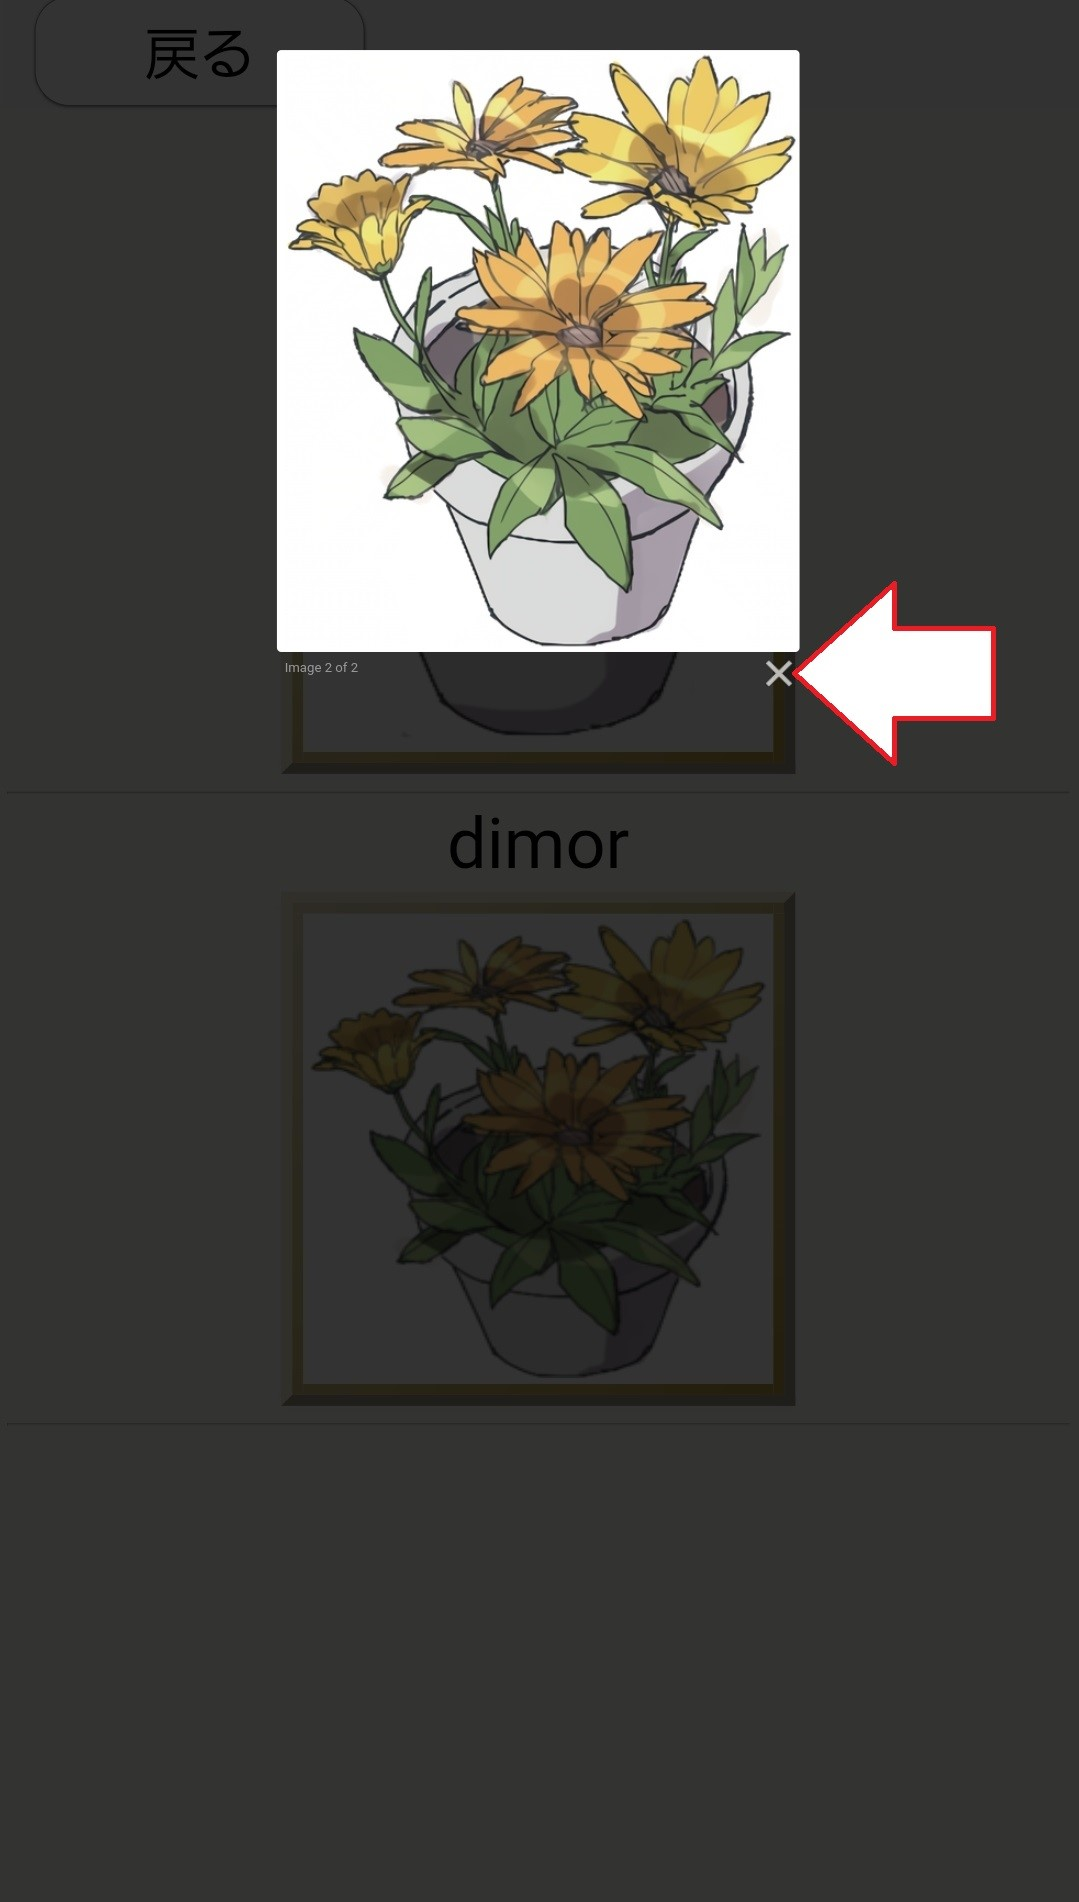 戻る
Image 2 of 2
dimor